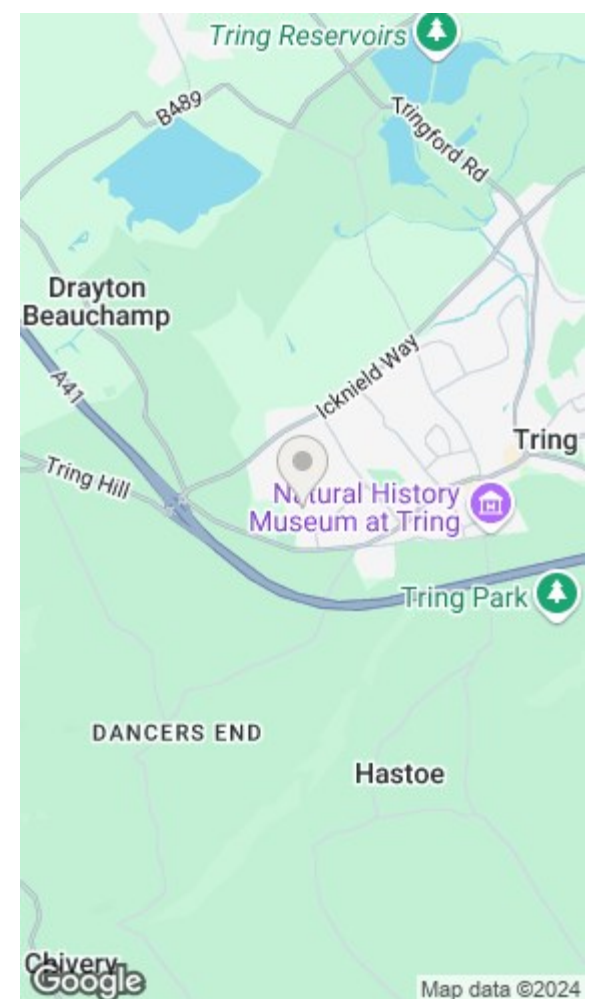 Tring Reservoirs
B489
Tringford Rd
Drayton
Beauchamp
A41
Icknield Way
Tring
Tring Hill
Natural History
Museum at Tring
Tring Park
DANCERS END
Hastoe
Chivery
Google
Map data ©2024